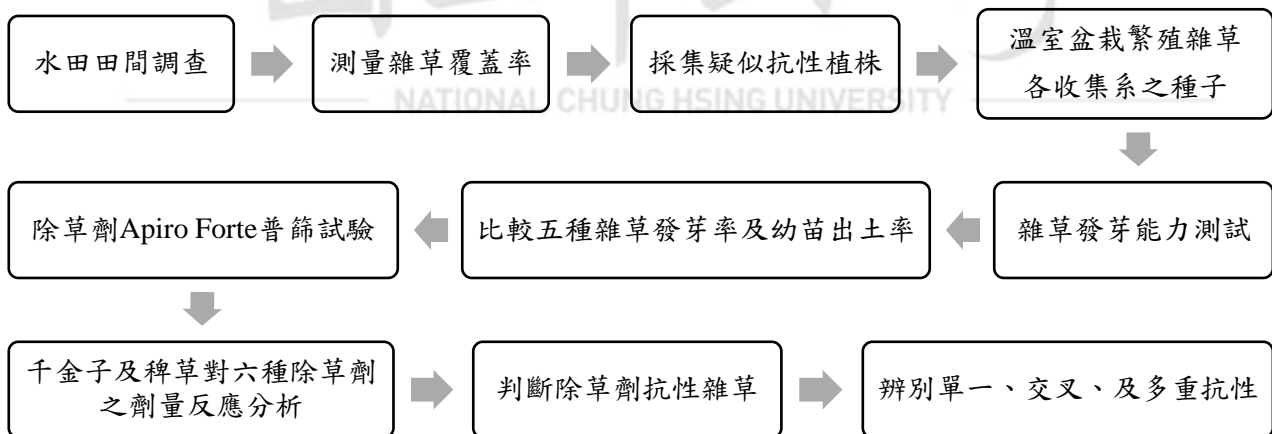 水田田間調查
測量雜草覆蓋率
採集疑似抗性植株
溫室盆栽繁殖雜草
各收集系之種子
NATIONAL CHUNG HSING UNIVERSITY
雜草發芽能力測試
比較五種雜草發芽率及幼苗出土率
除草劑Apiro Forte普篩試驗
千金子及稗草對六種除草劑
之劑量反應分析
判斷除草劑抗性雜草
辨別單一、交叉、及多重抗性